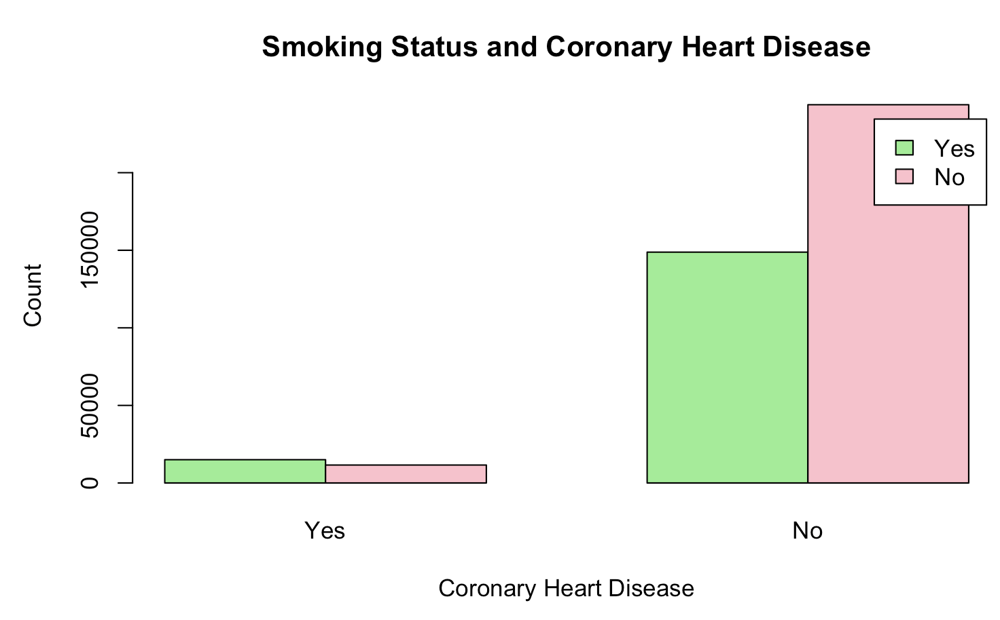 Smoking Status and Coronary Heart Disease
Yes
No
150000
50000
0
Count
Yes
No
Coronary Heart Disease